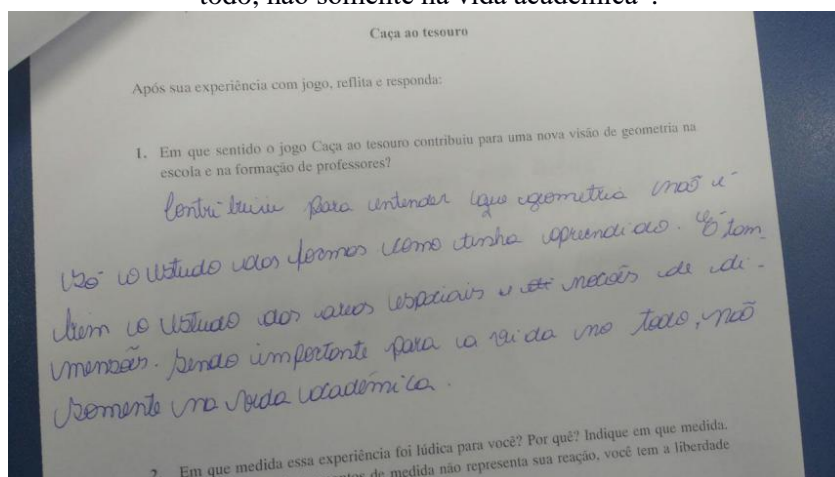 todo, não somente na vida acadêmica".
Caça ao tesouro
Após sua experiência com jogo, reflita e responda:
1. Em que sentido o jogo Caça ao tesouro contribuiu para uma nova visão de geometria na
escola e na formação de professores?
Contribuiu para entender que geometria não é
só o estudo das formas como tinha aprendido. É tam
bem o estudo das areas espaciais e noções de di-
mensões. Sendo importante para a vida no todo, não
somente na vida acadêmica.
2. Em que medida essa experiência foi lúdica para você? Por quê? Indique em que medida.
de medida não representa sua reação, você tem a liberdade